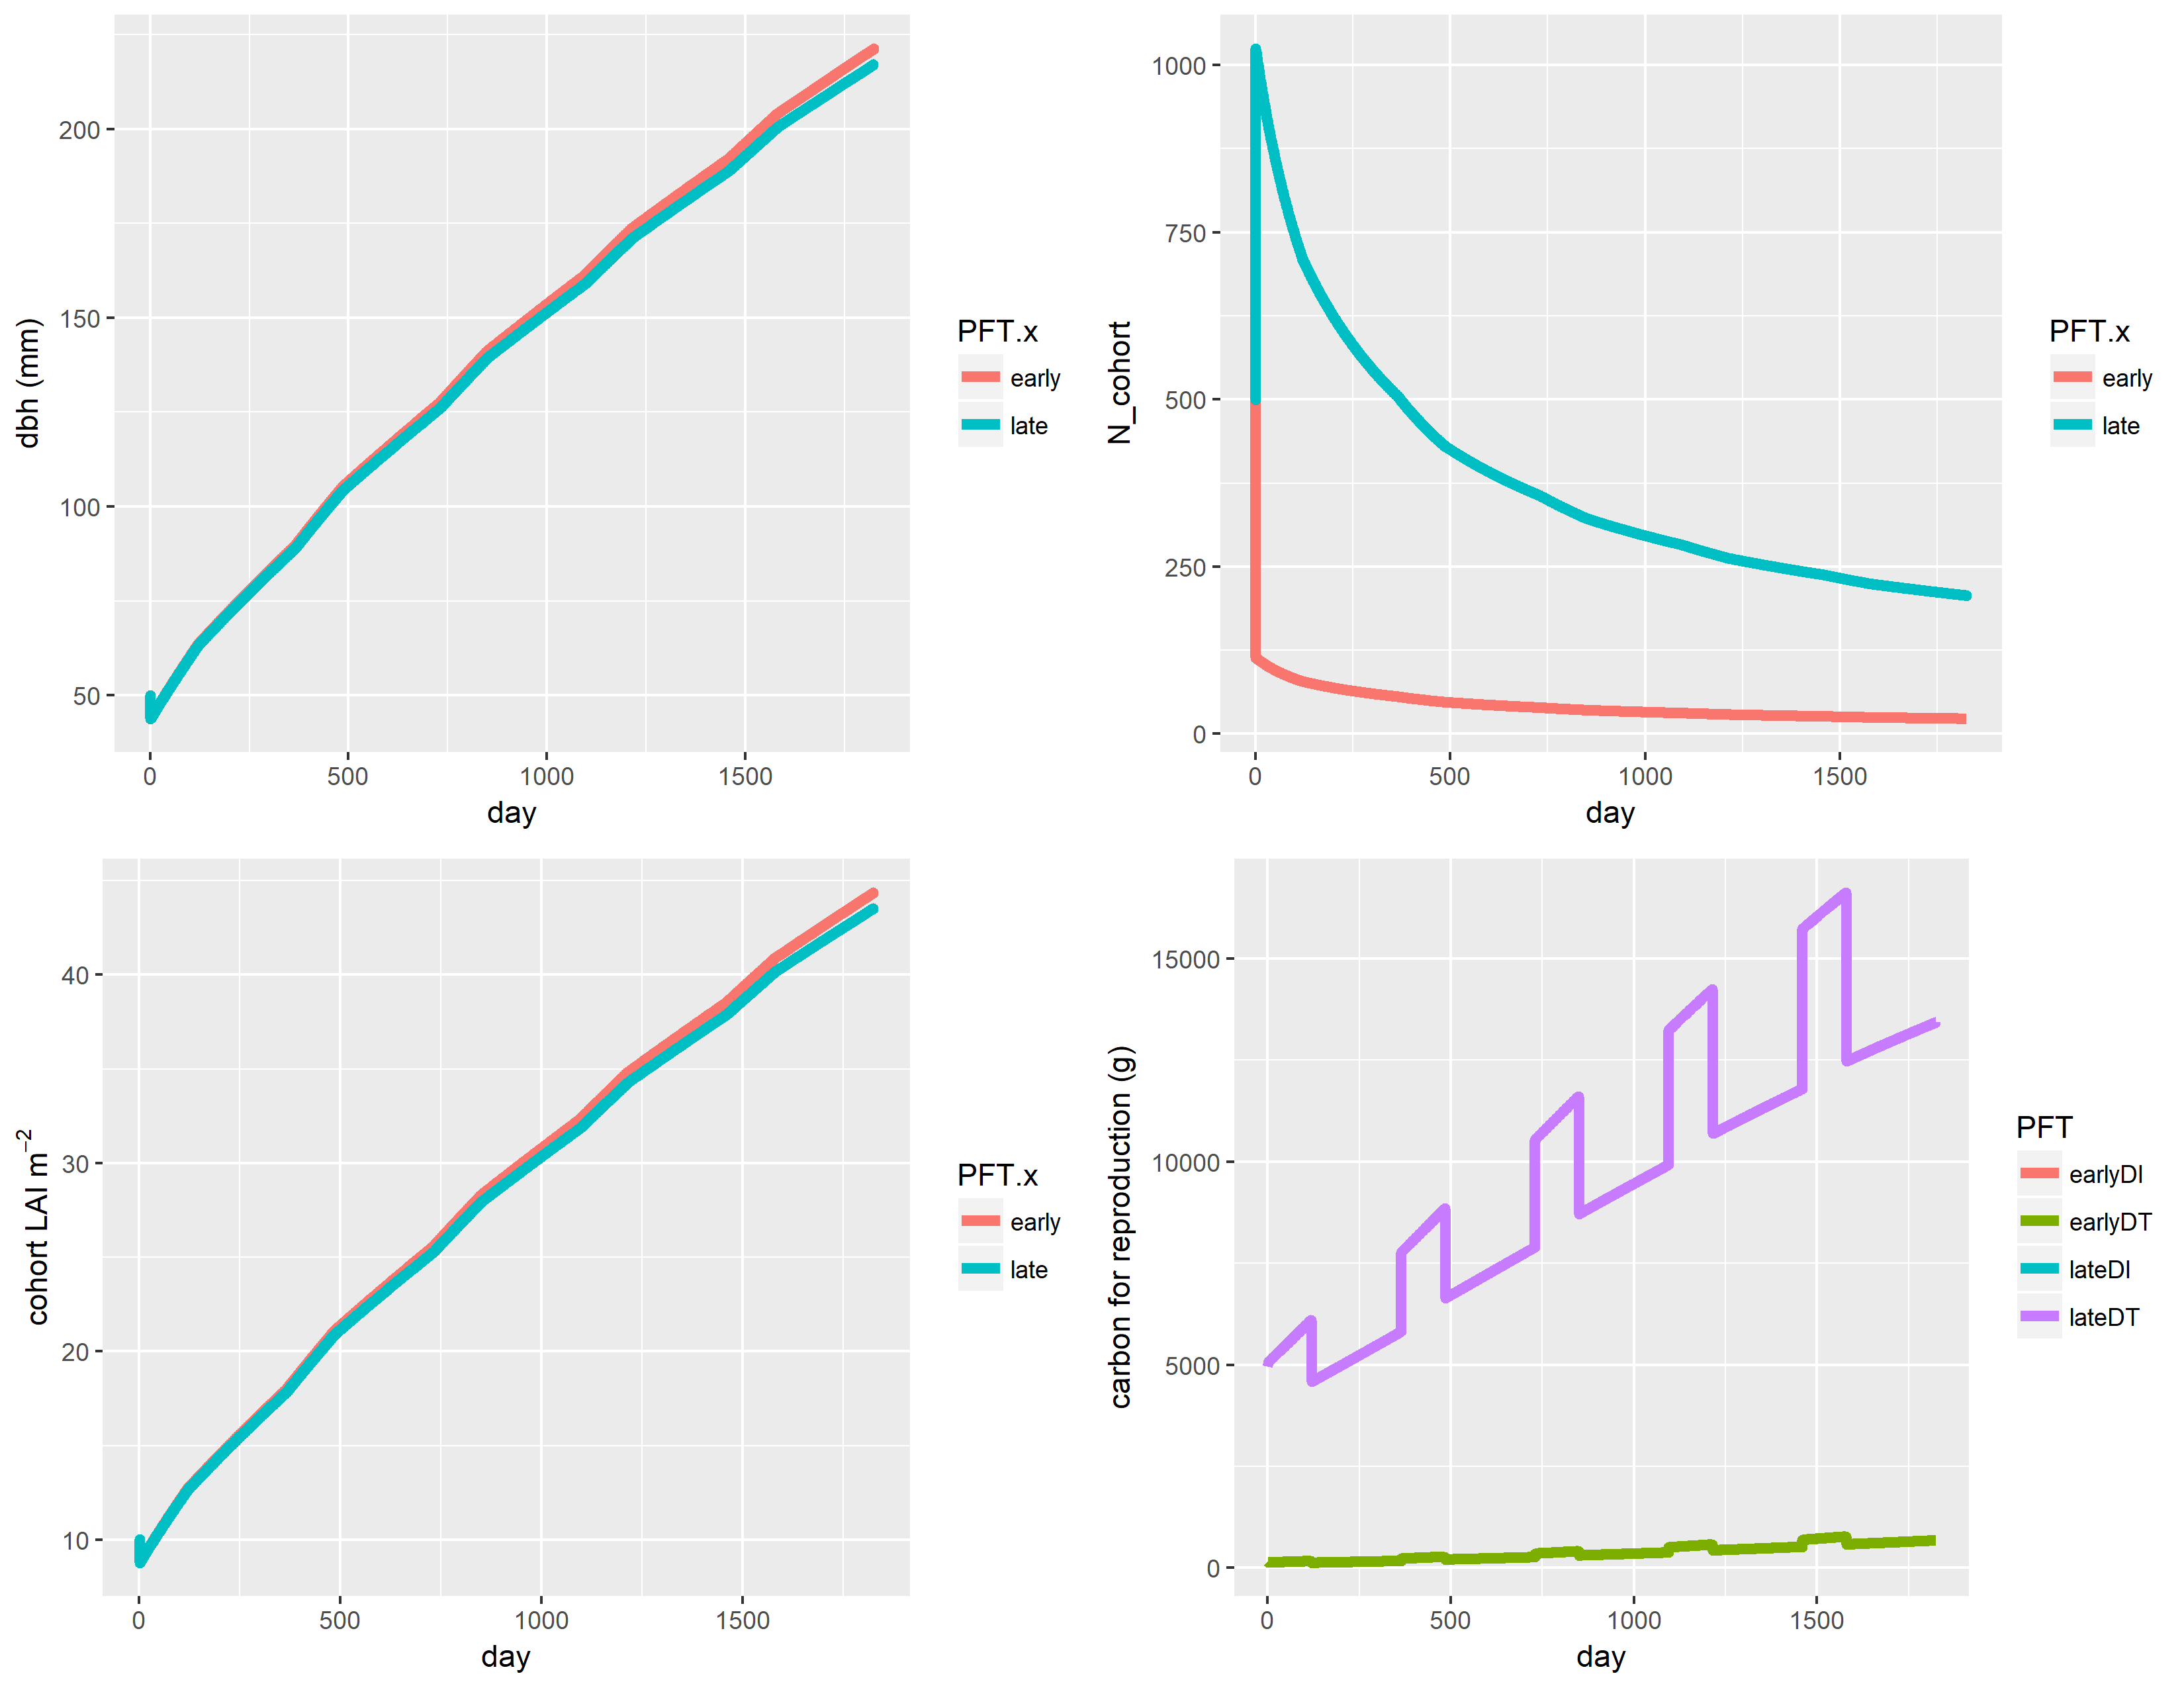 dbh (mm)
200
150
100
50
0 500 1000 1500
day
PFT.x
early
late
N_cohort
1000
750
500
250
0
0 500 1000 1500
day
PFT.x
early
late
cohort LAI m⁻²
40
30
20
10
0 500 1000 1500
day
PFT.x
early
late
carbon for reproduction (g)
15000
10000
5000
0
0 500 1000 1500
day
PFT
earlyDI
earlyDT
lateDI
lateDT